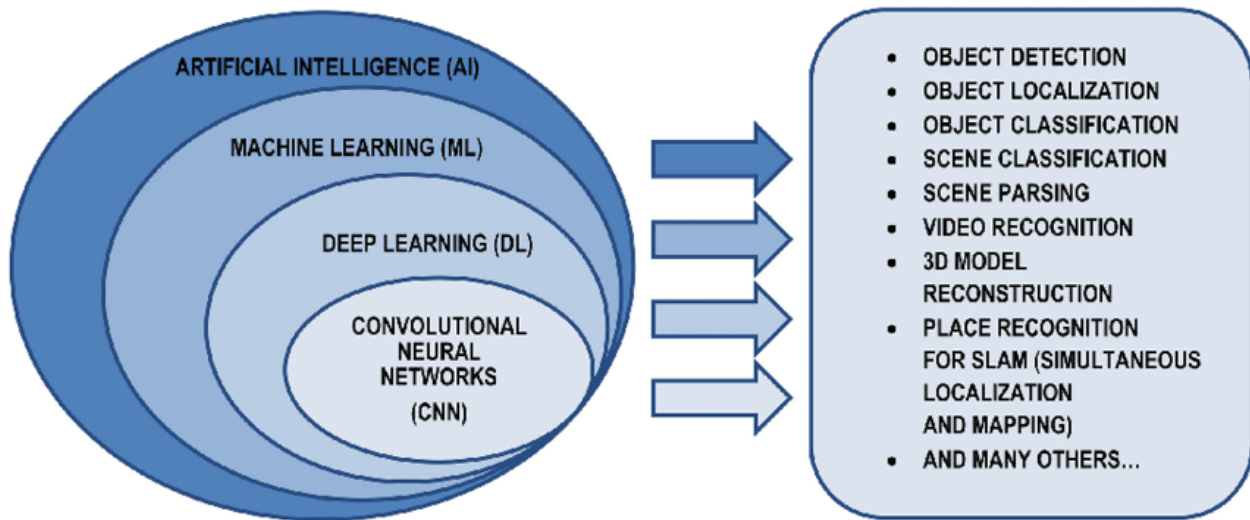 ARTIFICIAL INTELLIGENCE (AI)
MACHINE LEARNING (ML)
DEEP LEARNING (DL)
CONVOLUTIONAL
NEURAL
NETWORKS
(CNN)
• OBJECT DETECTION
• OBJECT LOCALIZATION
• OBJECT CLASSIFICATION
• SCENE CLASSIFICATION
• SCENE PARSING
• VIDEO RECOGNITION
• 3D MODEL
RECONSTRUCTION
• PLACE RECOGNITION
FOR SLAM (SIMULTANEOUS
LOCALIZATION
AND MAPPING)
• AND MANY OTHERS…